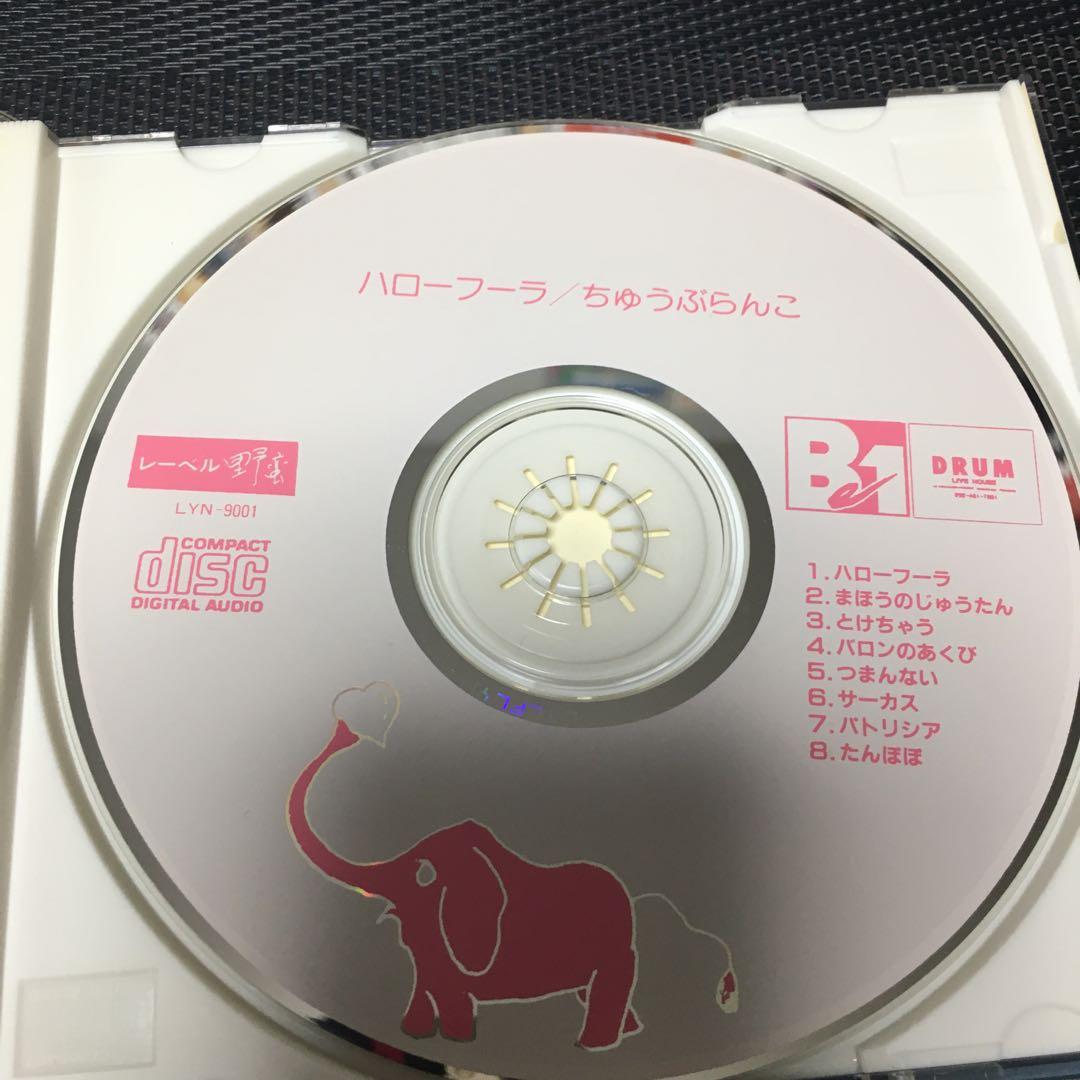 ハローフーラ/ちゅうぶらんこ
レーベル野蛮
LYN-9001
COMPACT
disc
DIGITAL AUDIO
Be1
DRUM
LIVE HOUSE
1.ハローフーラ
2.まほうのじゅうたん
3.とけちゃう
4.バロンのあくび
5.つまんない
6.サーカス
7.パトリシア
8.たんぽぽ